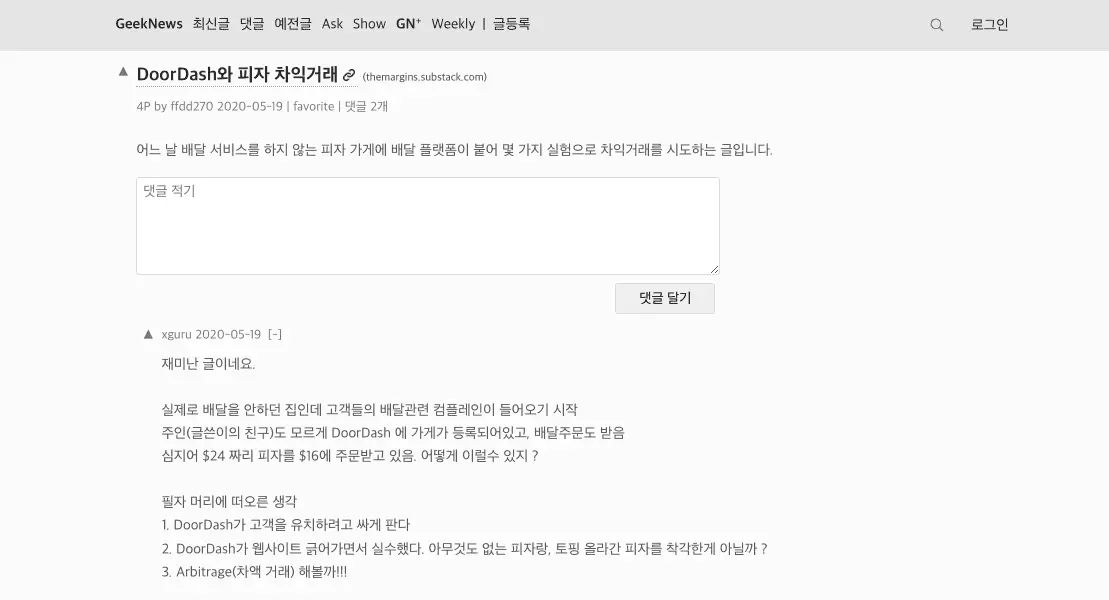 GeekNews 최신글 댓글 예전글 Ask Show GN⁺ Weekly | 글등록 로그인
▲ DoorDash와 피자 차익거래 (themargins.substack.com)
4P by ffdd270 2020-05-19 | favorite | 댓글 2개
어느 날 배달 서비스를 하지 않는 피자 가게에 배달 플랫폼이 붙어 몇 가지 실험으로 차익거래를 시도하는 글입니다.
댓글 적기
댓글 달기
▲ xguru 2020-05-19 [-]
재미난 글이네요.
실제로 배달을 안하던 집인데 고객들의 배달관련 컴플레인이 들어오기 시작
주인(글쓴이의 친구)도 모르게 DoorDash 에 가게가 등록되어있고, 배달주문도 받음
심지어 $24 짜리 피자를 $16에 주문받고 있음. 어떻게 이럴수 있지 ?
필자 머리에 떠오른 생각
1. DoorDash가 고객을 유치하려고 싸게 판다
2. DoorDash가 웹사이트 긁어가면서 실수했다. 아무것도 없는 피자랑, 토핑 올라간 피자를 착각한게 아닐까 ?
3. Arbitrage(차액 거래) 해볼까!!!